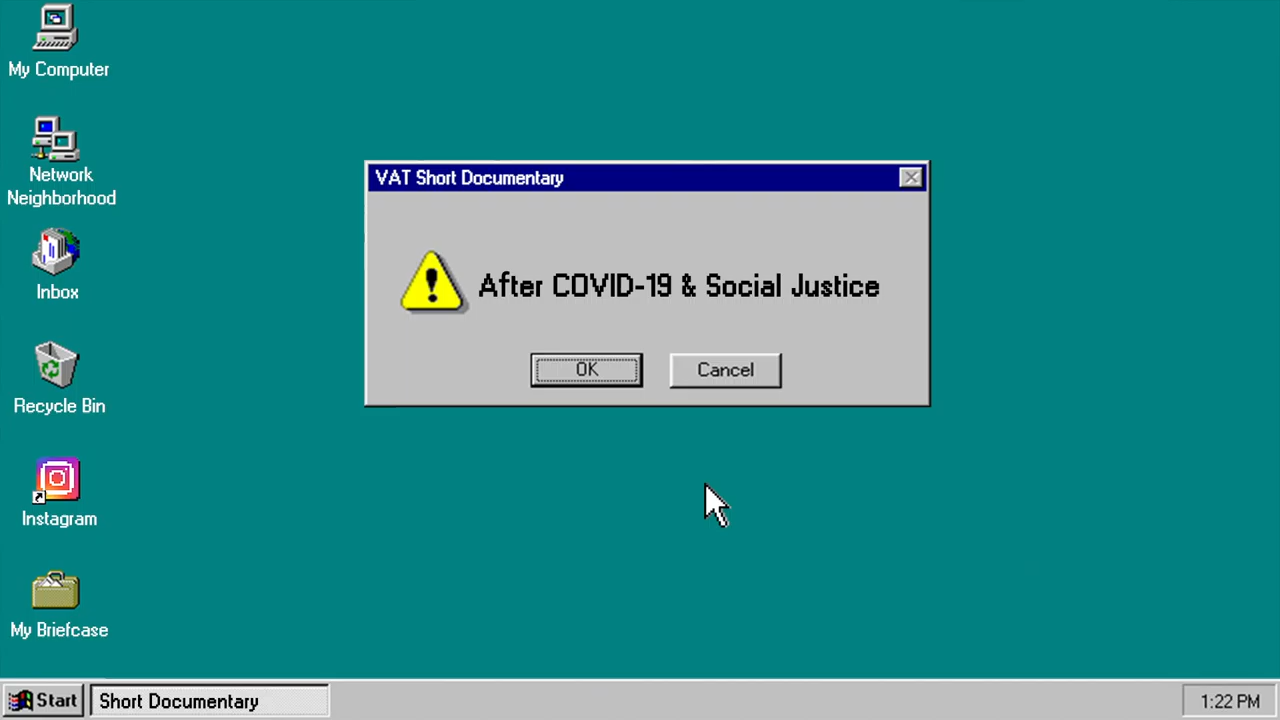 My Computer
Network
Neighborhood
Inbox
Recycle Bin
Instagram
My Briefcase
VAT Short Documentary
After COVID-19 & Social Justice
OK
Cancel
Start
Short Documentary
1:22 PM